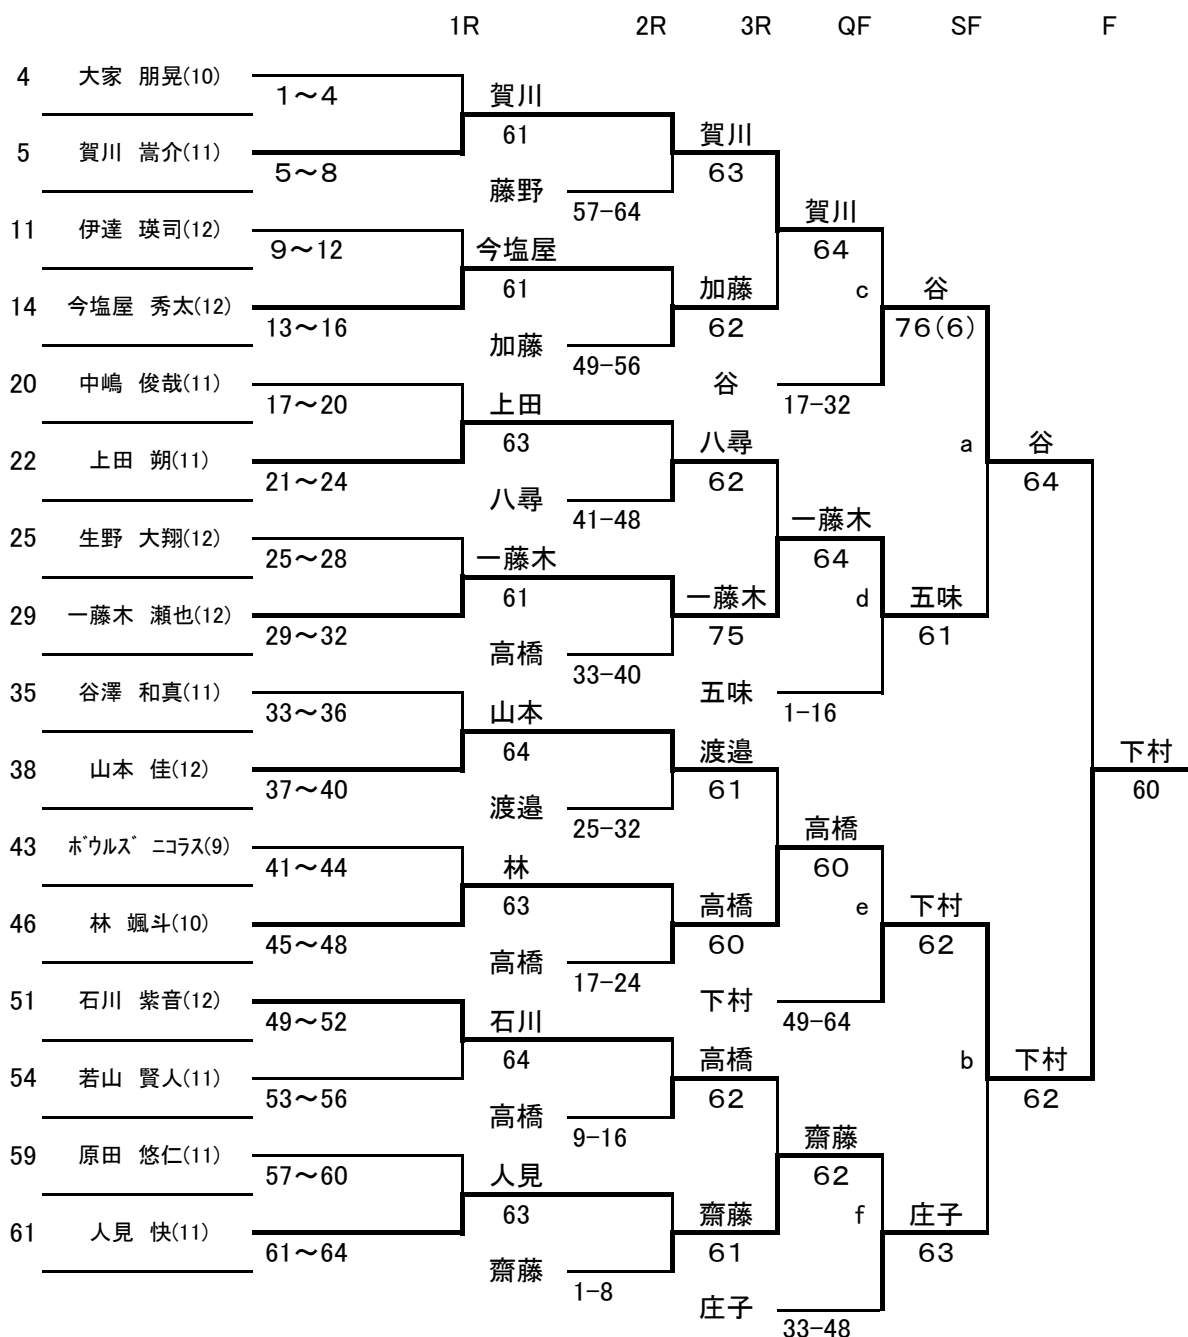 1R 2R 3R QF SF F
4 大家 朋晃(10)
1～4 賀川
61 賀川
5 賀川 嵩介(11)
5～8 63
藤野 57-64
賀川
11 伊達 瑛司(12)
9～12 今塩屋 64
61 加藤 c 谷
14 今塩屋 秀太(12)
13～16 62 76(6)
加藤 49-56
20 中嶋 俊哉(11) 谷
17～20 上田 17-32
63 八尋 a 谷
22 上田 朔(11)
21～24 62 64
八尋 41-48
一藤木
25 生野 大翔(12)
25～28 一藤木 64
61 一藤木 d 五味
29 一藤木 瀬也(12)
29～32 75 61
高橋 33-40
35 谷澤 和真(11) 五味
33～36 山本 1-16
64 渡邉 下村
38 山本 佳(12)
37～40 61 60
渡邉 25-32
高橋
43 ﾎﾞｳﾙｽﾞ ﾆｺﾗｽ(9)
41～44 林 60
63 高橋 e 下村
46 林 颯斗(10)
45～48 60 62
高橋 17-24
51 石川 紫音(12) 下村
49～52 石川 49-64
64 高橋 b 下村
54 若山 賢人(11)
53～56 62 62
高橋 9-16
齋藤
59 原田 悠仁(11)
57～60 人見 62
63 齋藤 f 庄子
61 人見 快(11)
61～64 61 63
齋藤 1-8
庄子 33-48